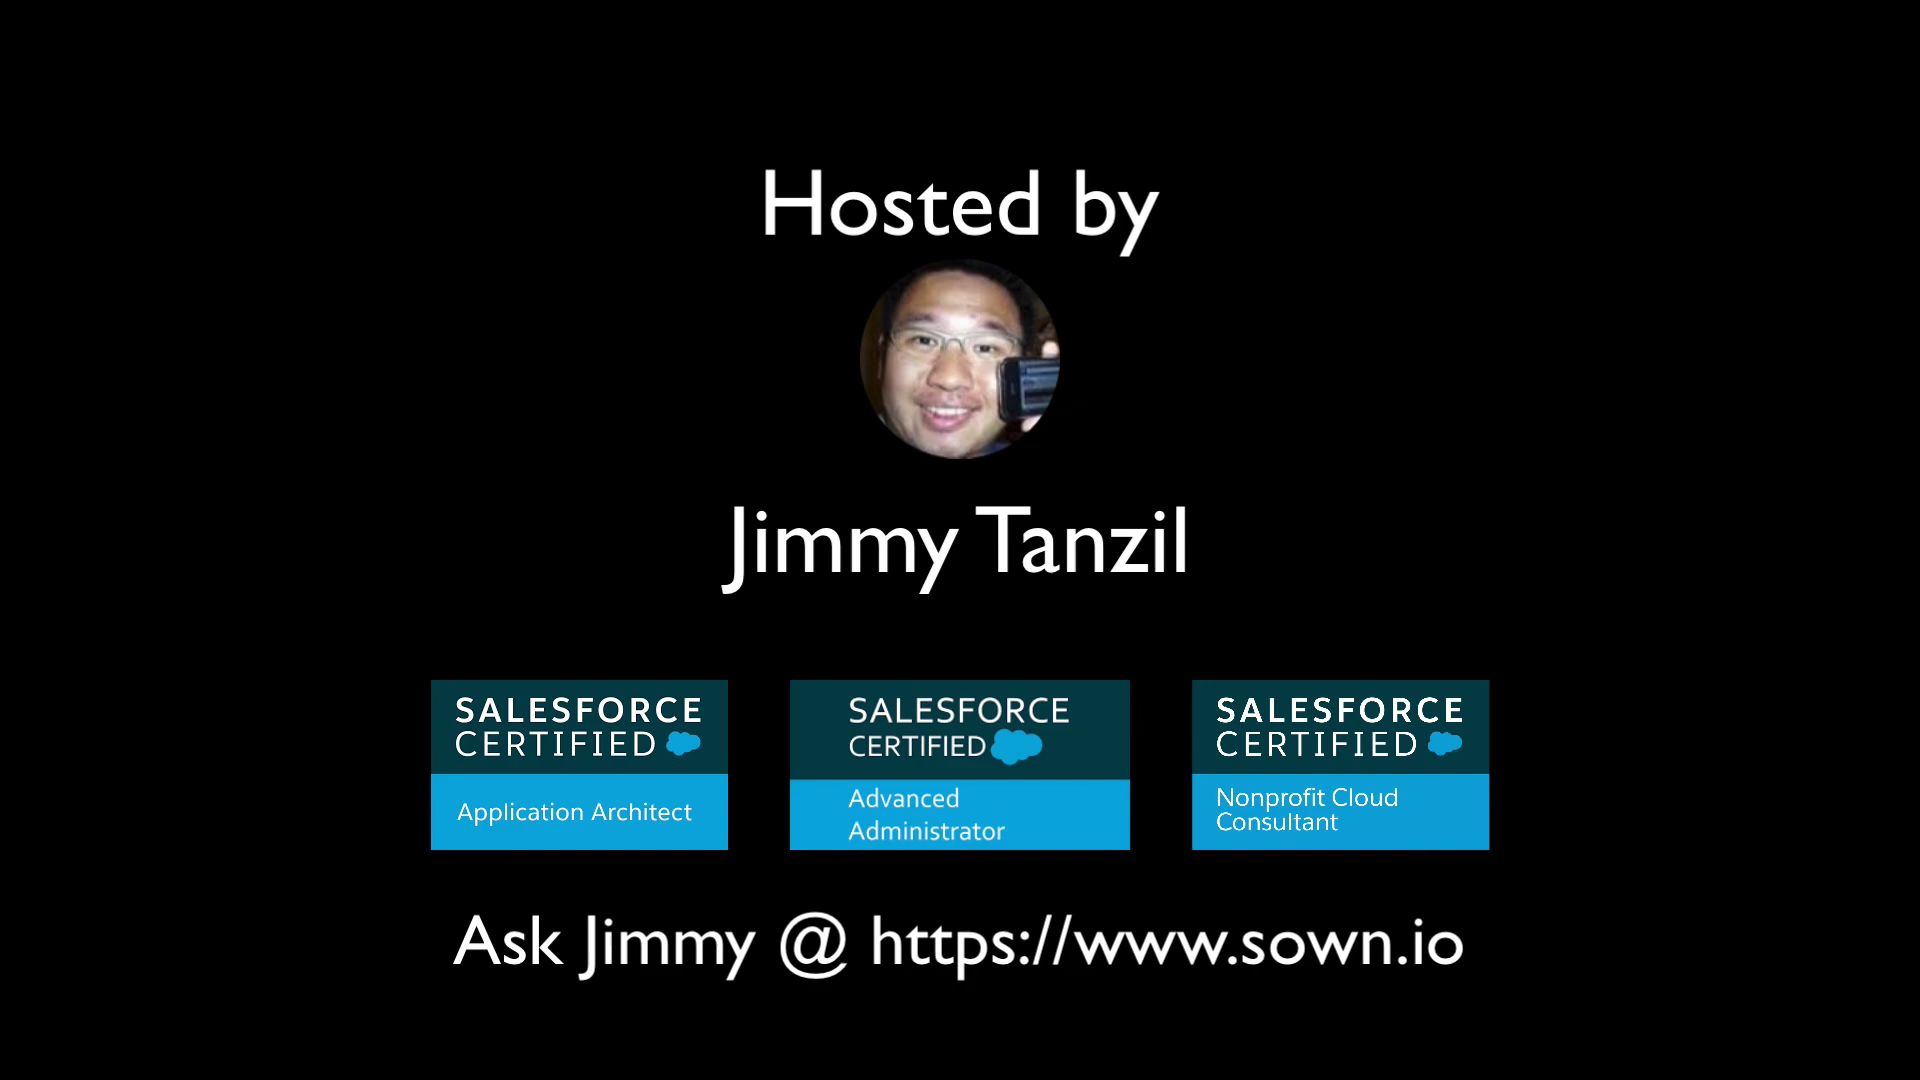 Hosted by
Jimmy Tanzil
SALESFORCE
CERTIFIED
Application Architect
SALESFORCE
CERTIFIED
Advanced
Administrator
SALESFORCE
CERTIFIED
Nonprofit Cloud
Consultant
Ask Jimmy @ https://www.sown.io